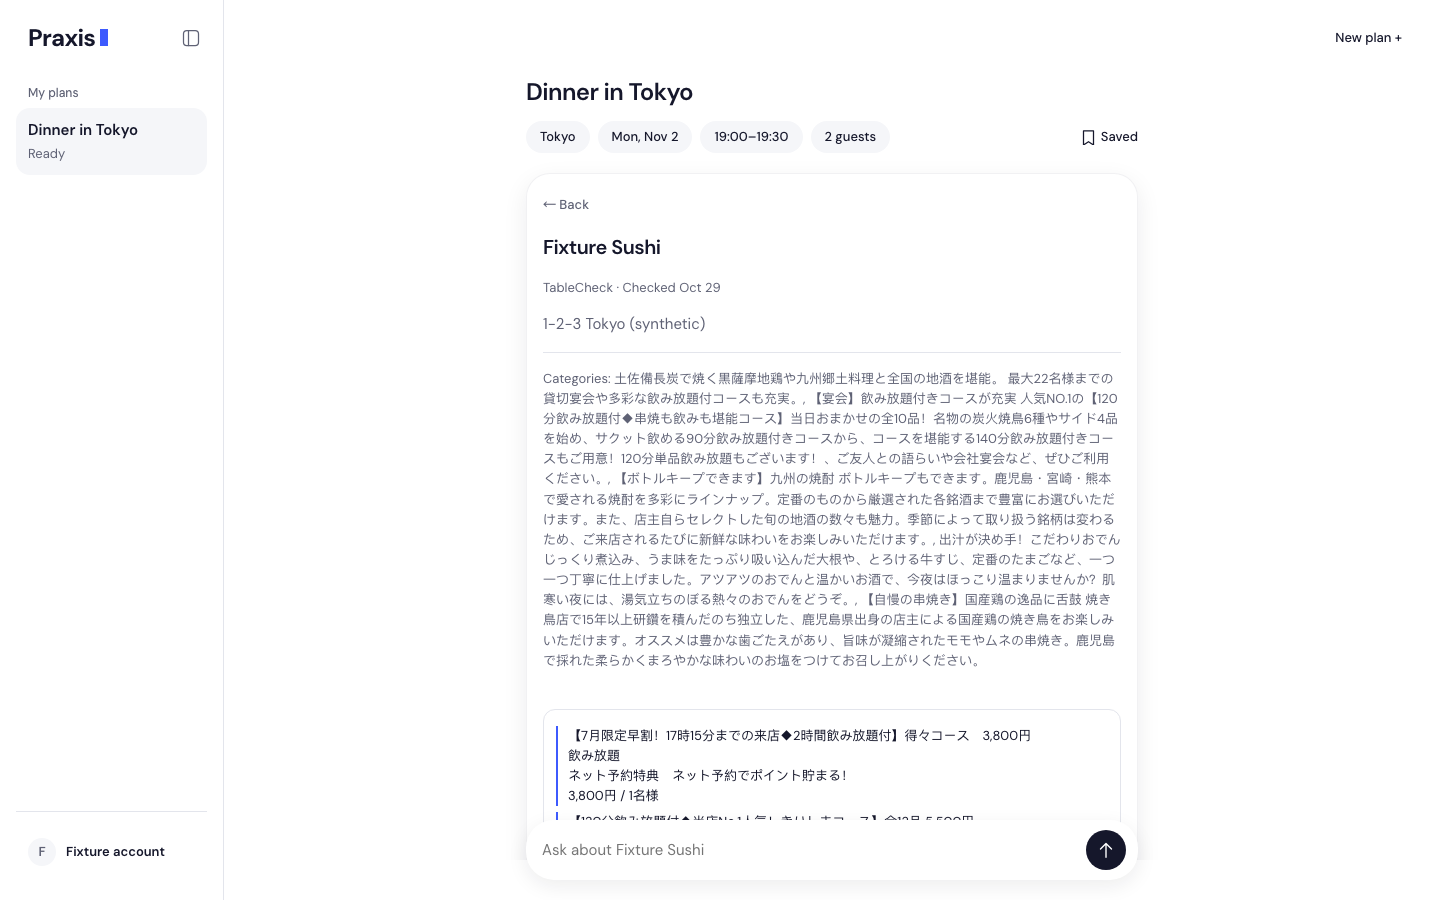 Praxis
My plans
Dinner in Tokyo
Ready
F
Fixture account
New plan +
Dinner in Tokyo
Tokyo
Mon, Nov 2
19:00–19:30
2 guests
Saved
← Back
Fixture Sushi
TableCheck · Checked Oct 29
1-2-3 Tokyo (synthetic)
Categories: 土佐備長炭で焼く黒薩摩地鶏や九州郷土料理と全国の地酒を堪能。 最大22名様までの
貸切宴会や多彩な飲み放題付コースも充実。, 【宴会】飲み放題付きコースが充実 人気NO.1の【120
分飲み放題付◆串焼も飲みも堪能コース】当日おまかせの全10品！ 名物の炭火焼鳥6種やサイド4品
を始め、サクット飲める90分飲み放題付きコースから、コースを堪能する140分飲み放題付きコー
スもご用意！120分単品飲み放題もございます！、ご友人との語らいや会社宴会など、ぜひご利用
ください。, 【ボトルキープできます】九州の焼酎 ボトルキープもできます。鹿児島・宮崎・熊本
で愛される焼酎を多彩にラインナップ。定番のものから厳選された各銘酒まで豊富にお選びいただ
けます。また、店主自らセレクトした旬の地酒の数々も魅力。季節によって取り扱う銘柄は変わる
ため、ご来店されるたびに新鮮な味わいをお楽しみいただけます。, 出汁が決め手！こだわりおでん
じっくり煮込み、うま味をたっぷり吸い込んだ大根や、とろける牛すじ、定番のたまごなど、一つ
一つ丁寧に仕上げました。アツアツのおでんと温かいお酒で、今夜はほっこり温まりませんか？肌
寒い夜には、湯気立ちのぼる熱々のおでんをどうぞ。, 【自慢の串焼き】国産鶏の逸品に舌鼓 焼き
鳥店で15年以上研鑽を積んだのち独立した、鹿児島県出身の店主による国産鶏の焼き鳥をお楽しみ
いただけます。オススメは豊かな歯ごたえがあり、旨味が凝縮されたモモやムネの串焼き。鹿児島
で採れた柔らかくまろやかな味わいのお塩をつけてお召し上がりください。
【7月限定早割！17時15分までの来店◆2時間飲み放題付】得々コース　3,800円
飲み放題
ネット予約特典　ネット予約でポイント貯まる！
3,800円 / 1名様
Ask about Fixture Sushi